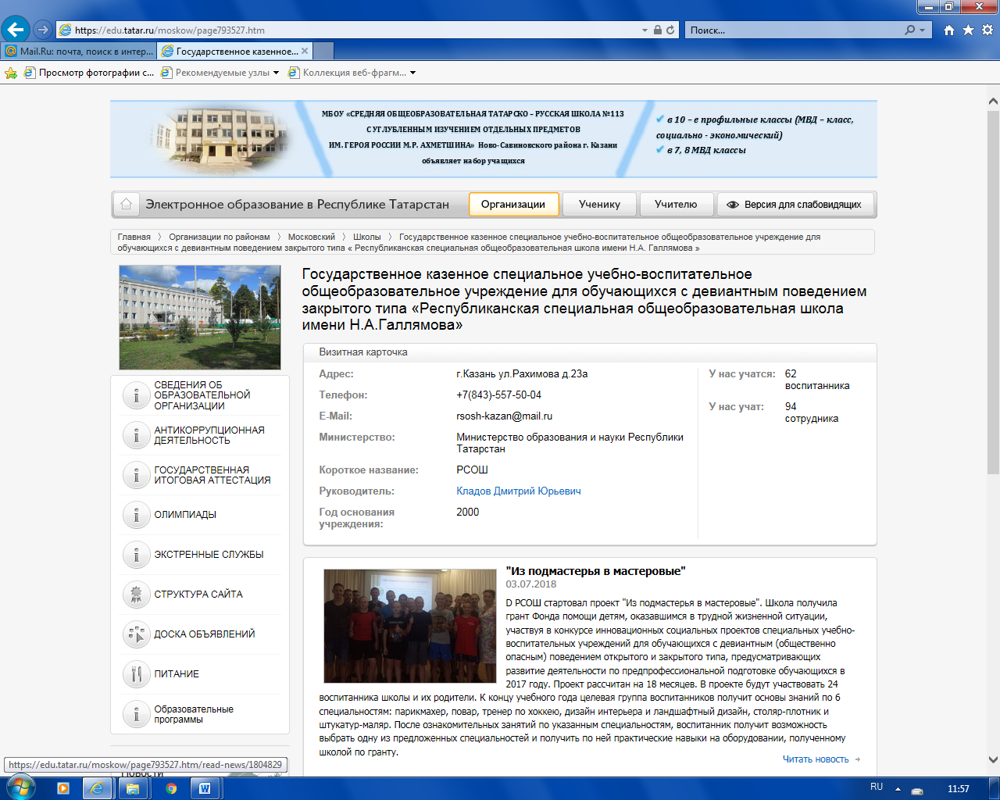 https://edu.tatar.ru/moskow/page793527.htm
Поиск...
Mail.Ru: почта, поиск в интер...
Государственное казенное...
Просмотр фотографии с...
Рекомендуемые узлы
Коллекция веб-фрагм...
МБОУ «СРЕДНЯЯ ОБЩЕОБРАЗОВАТЕЛЬНАЯ ТАТАРСКО – РУССКАЯ ШКОЛА №113
С УГЛУБЛЕННЫМ ИЗУЧЕНИЕМ ОТДЕЛЬНЫХ ПРЕДМЕТОВ
ИМ. ГЕРОЯ РОССИИ М.Р. АХМЕТШИНА» Ново-Савиновского района г. Казани
объявляет набор учащихся
в 10 – е профильные классы (МВД – класс,
социально - экономический)
в 7, 8 МВД классы
Электронное образование в Республике Татарстан
Организации
Ученику
Учителю
Версия для слабовидящих
Главная
Организации по районам
Московский
Школы
Государственное казенное специальное учебно-воспитательное общеобразовательное учреждение для
обучающихся с девиантным поведением закрытого типа « Республиканская специальная общеобразовательная школа имени Н.А. Галлямова »
Государственное казенное специальное учебно-воспитательное
общеобразовательное учреждение для обучающихся с девиантным поведением
закрытого типа «Республиканская специальная общеобразовательная школа
имени Н.А.Галлямова»
СВЕДЕНИЯ ОБ
ОБРАЗОВАТЕЛЬНОЙ
ОРГАНИЗАЦИИ
АНТИКОРРУПЦИОННАЯ
ДЕЯТЕЛЬНОСТЬ
ГОСУДАРСТВЕННАЯ
ИТОГОВАЯ АТТЕСТАЦИЯ
ОЛИМПИАДЫ
ЭКСТРЕННЫЕ СЛУЖБЫ
СТРУКТУРА САЙТА
ДОСКА ОБЪЯВЛЕНИЙ
ПИТАНИЕ
Образовательные
программы
Новости
Визитная карточка
Адрес: г.Казань ул.Рахимова д.23а
Телефон: +7(843)-557-50-04
E-Mail: rsosh-kazan@mail.ru
Министерство: Министерство образования и науки Республики
Татарстан
Короткое название: РСОШ
Руководитель: Кладов Дмитрий Юрьевич
Год основания 2000
учреждения:
У нас учатся: 62
воспитанника
У нас учат: 94
сотрудника
"Из подмастерья в мастеровые"
03.07.2018
D РСОШ стартовал проект "Из подмастерья в мастеровые". Школа получила
грант Фонда помощи детям, оказавшимся в трудной жизненной ситуации,
участвуя в конкурсе инновационных социальных проектов специальных учебно-
воспитательных учреждений для обучающихся с девиантным (общественно
опасным) поведением открытого и закрытого типа, предусматривающих
развитие деятельности по предпрофессиональной подготовке обучающихся в
2017 году. Проект рассчитан на 18 месяцев. В проекте будут участвовать 24
воспитанника школы и их родители. К концу учебного года целевая группа воспитанников получит основы знаний по 6
специальностям: парикмахер, повар, тренер по хоккею, дизайн интерьера и ландшафтный дизайн, столяр-плотник и
штукатур-маляр. После ознакомительных занятий по указанным специальностям, воспитанник получит возможность
выбрать одну из предложенных специальностей и получить по ней практические навыки на оборудовании, полученному
школой по гранту.
Читать новость
https://edu.tatar.ru/moskow/page793527.htm/read-news/1804829
RU
11:57